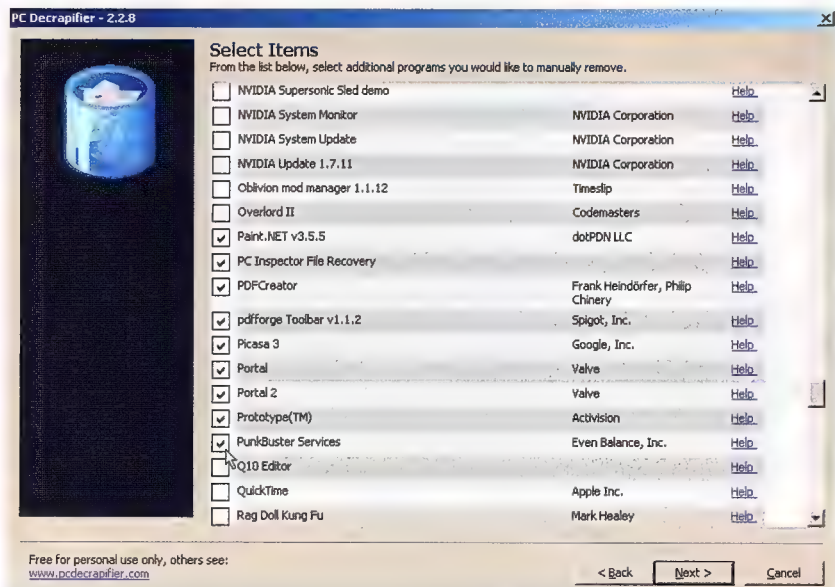 PC Decrapifier - 2.2.8
Select Items
From the list below, select additional programs you would like to manually remove.
NVIDIA Supersonic Sled demo Help
NVIDIA System Monitor NVIDIA Corporation Help
NVIDIA System Update NVIDIA Corporation Help
NVIDIA Update 1.7.11 NVIDIA Corporation Help
Oblivion mod manager 1.1.12 Timeslip Help
Overlord II Codemasters Help
Paint.NET v3.5.5 dotPDN LLC Help
PC Inspector File Recovery Help
PDFCreator Frank Heindörfer, Philip Chinery Help
pdfforge Toolbar v1.1.2 Spigot, Inc. Help
Picasa 3 Google, Inc. Help
Portal Valve Help
Portal 2 Valve Help
Prototype(TM) Activision Help
PunkBuster Services Even Balance, Inc. Help
Q10 Editor Help
QuickTime Apple Inc. Help
Rag Doll Kung Fu Mark Healey Help
Free for personal use only, others see:
www.pcdecrapifier.com
< Back Next > Cancel